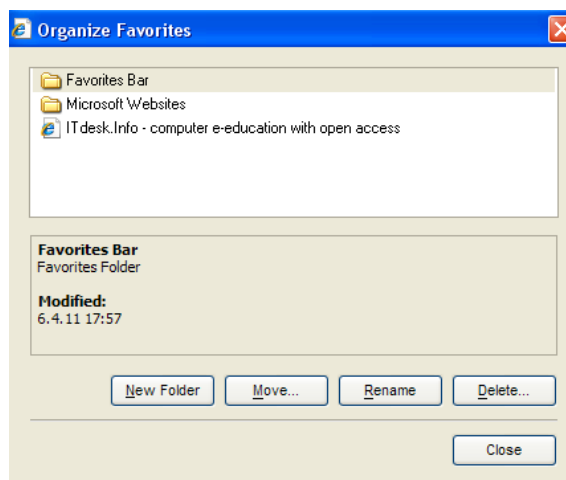 Organize Favorites
Favorites Bar
Microsoft Websites
ITdesk.Info - computer e-education with open access
Favorites Bar
Favorites Folder
Modified:
6.4.11 17:57
New Folder Move... Rename Delete...
Close